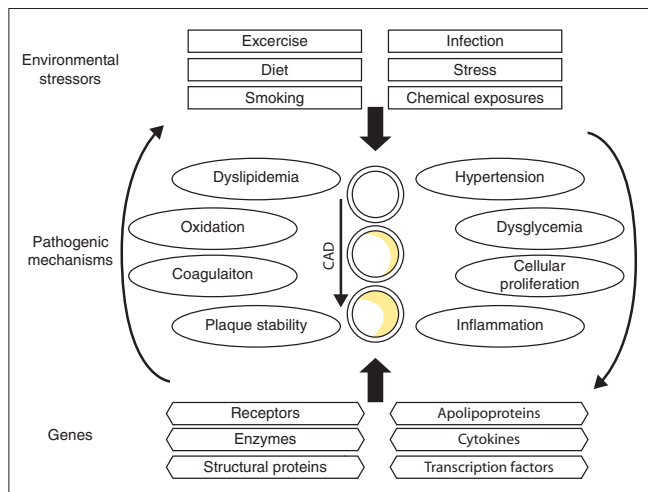 Environmental
stressors
Excercise
Infection
Diet
Stress
Smoking
Chemical exposures
Pathogenic
mechanisms
Dyslipidemia
Hypertension
Oxidation
Dysglycemia
CAD
Coagulaiton
Cellular
proliferation
Plaque stability
Inflammation
Genes
Receptors
Apolipoproteins
Enzymes
Cytokines
Structural proteins
Transcription factors